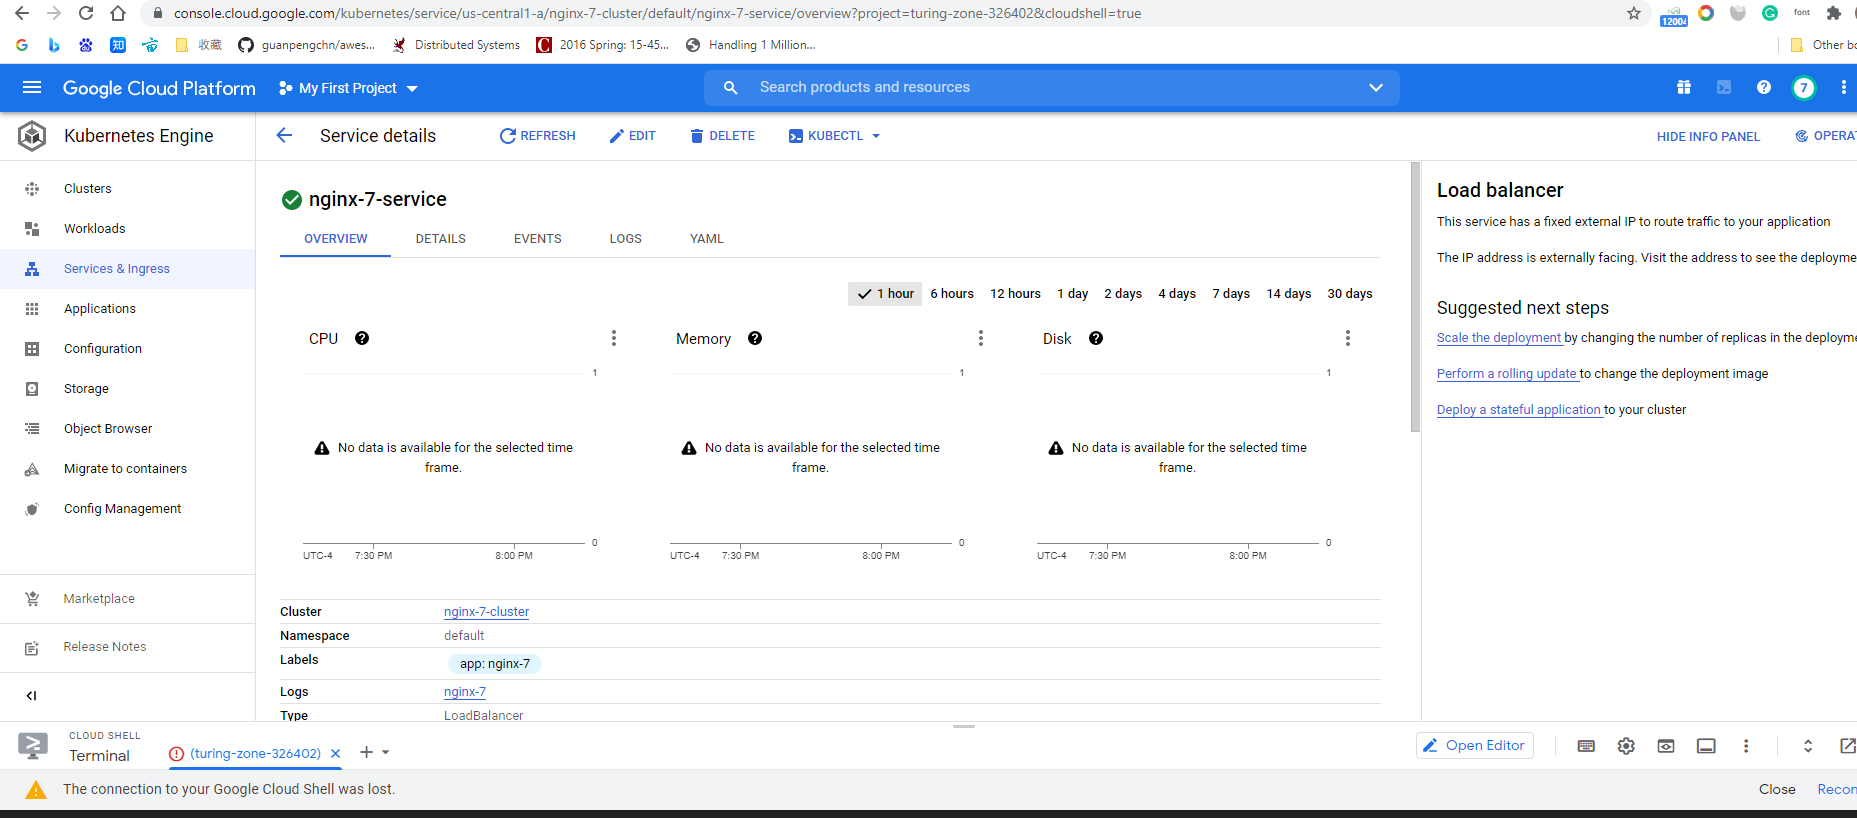 console.cloud.google.com/kubernetes/service/us-central1-a/nginx-7-cluster/default/nginx-7-service/overview?project=turing-zone-326402&cloudshell=true
12004
font
知
收藏
guanpengchn/awes...
Distributed Systems
C
2016 Spring: 15-45...
Handling 1 Million...
Other bo
Google Cloud Platform
My First Project
Search products and resources
7
Kubernetes Engine
Service details
REFRESH
EDIT
DELETE
KUBECTL
HIDE INFO PANEL
OPERAT
Clusters
Workloads
Services & Ingress
Applications
Configuration
Storage
Object Browser
Migrate to containers
Config Management
Marketplace
Release Notes
nginx-7-service
OVERVIEW DETAILS EVENTS LOGS YAML
1 hour 6 hours 12 hours 1 day 2 days 4 days 7 days 14 days 30 days
CPU
1
No data is available for the selected time
frame.
0
UTC-4 7:30 PM 8:00 PM
Memory
1
No data is available for the selected time
frame.
0
UTC-4 7:30 PM 8:00 PM
Disk
1
No data is available for the selected time
frame.
0
UTC-4 7:30 PM 8:00 PM
Cluster nginx-7-cluster
Namespace default
Labels app: nginx-7
Logs nginx-7
Type LoadBalancer
Load balancer
This service has a fixed external IP to route traffic to your application
The IP address is externally facing. Visit the address to see the deployme
Suggested next steps
Scale the deployment by changing the number of replicas in the deployme
Perform a rolling update to change the deployment image
Deploy a stateful application to your cluster
CLOUD SHELL
Terminal
(turing-zone-326402)
Open Editor
The connection to your Google Cloud Shell was lost.
Close
Recon